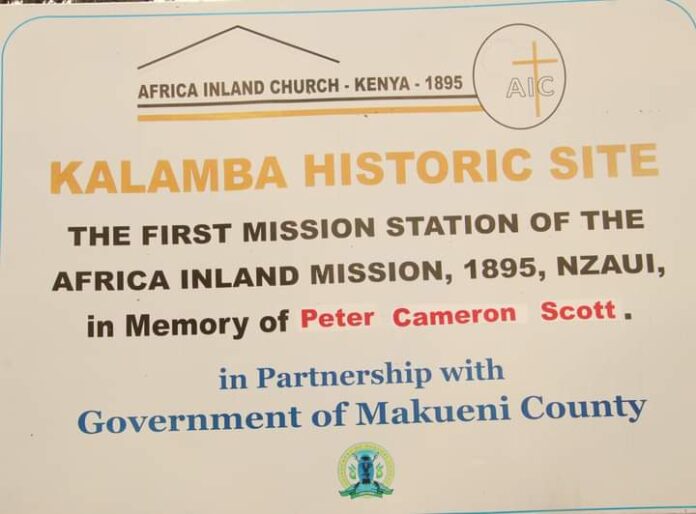 AFRICA INLAND CHURCH - KENYA - 1895
AIC
KALAMBA HISTORIC SITE
THE FIRST MISSION STATION OF THE
AFRICA INLAND MISSION, 1895, NZAUI,
in Memory of Peter Cameron Scott .
in Partnership with
Government of Makueni County